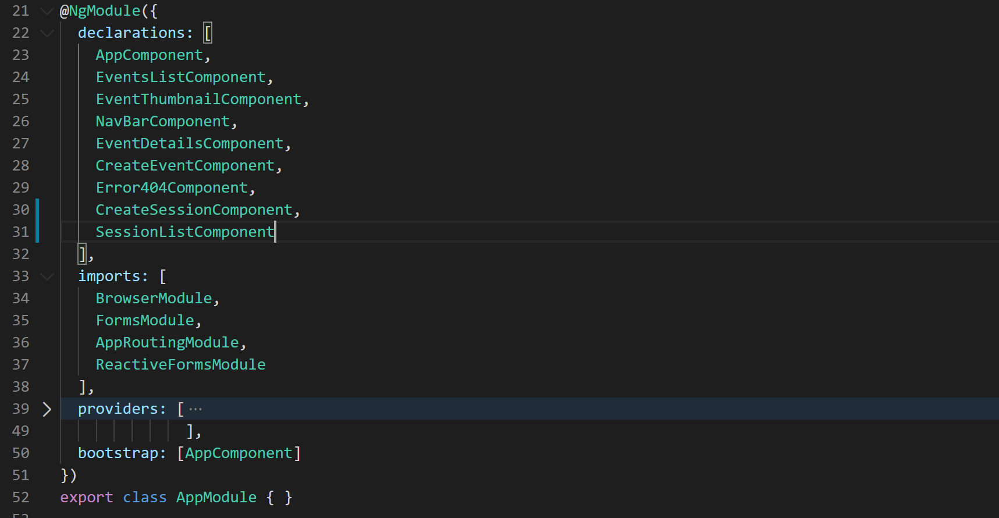 21 @NgModule({
22 declarations: [
23 AppComponent,
24 EventsListComponent,
25 EventThumbnailComponent,
26 NavBarComponent,
27 EventDetailsComponent,
28 CreateEventComponent,
29 Error404Component,
30 CreateSessionComponent,
31 SessionListComponent
32 ],
33 imports: [
34 BrowserModule,
35 FormsModule,
36 AppRoutingModule,
37 ReactiveFormsModule
38 ],
39 providers: [ ···
49 ],
50 bootstrap: [AppComponent]
51 })
52 export class AppModule { }
53